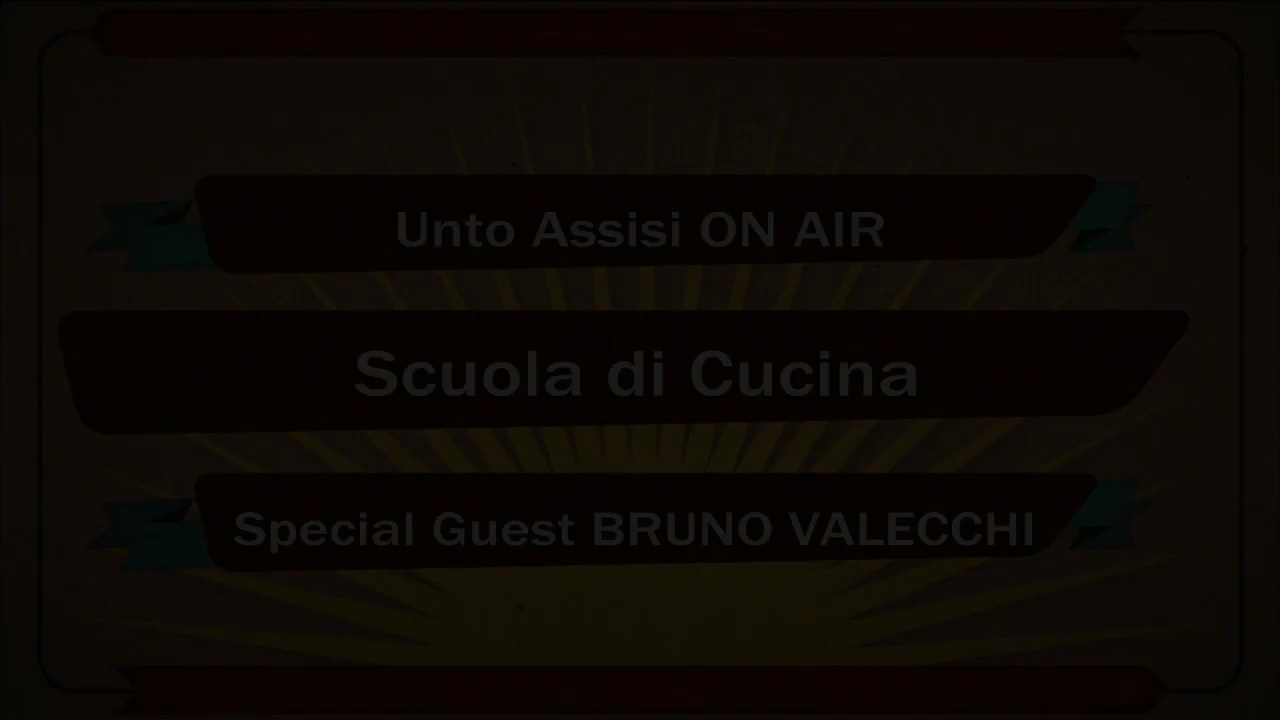 Unto Assisi ON AIR
Scuola di Cucina
Special Guest BRUNO VALECCHI